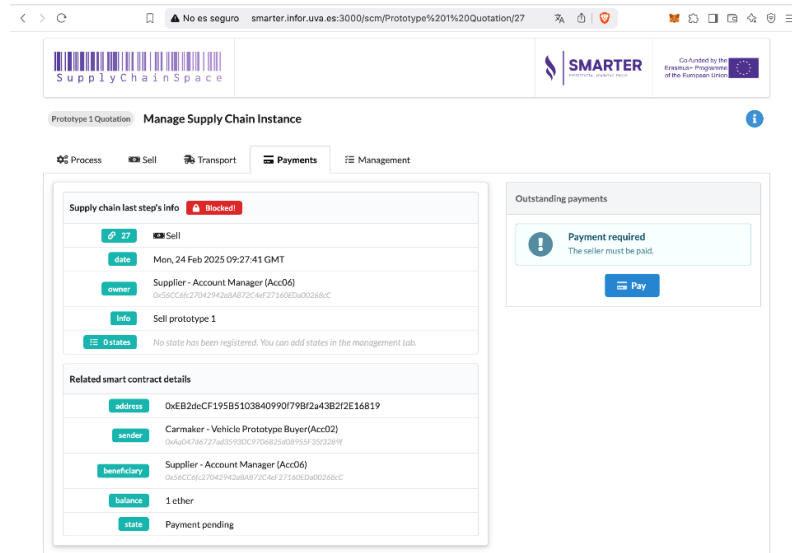 No es seguro smarter.infor.uva.es:3000/scm/Prototype%201%20Quotation/27
SupplyChainSpace
SMARTER
Co-funded by the
Erasmus+ Programme
of the European Union
Prototype 1 Quotation Manage Supply Chain Instance
Process Sell Transport Payments Management
Supply chain last step's info Blocked!
27 Sell
date Mon, 24 Feb 2025 09:27:41 GMT
owner Supplier - Account Manager (Acc06)
0x56CC6fc27042942a8A872C4eF27160EDa00268cC
info Sell prototype 1
0 states No state has been registered. You can add states in the management tab.
Related smart contract details
address 0xEB2deCF195B5103840990f79Bf2a43B2f2E16819
sender Carmaker - Vehicle Prototype Buyer(Acc02)
0xAa047d6727ad3593DC9706825d08955F35f3289f
beneficiary Supplier - Account Manager (Acc06)
0x56CC6fc27042942a8A872C4eF27160EDa00268cC
balance 1 ether
state Payment pending
Outstanding payments
Payment required
The seller must be paid.
Pay